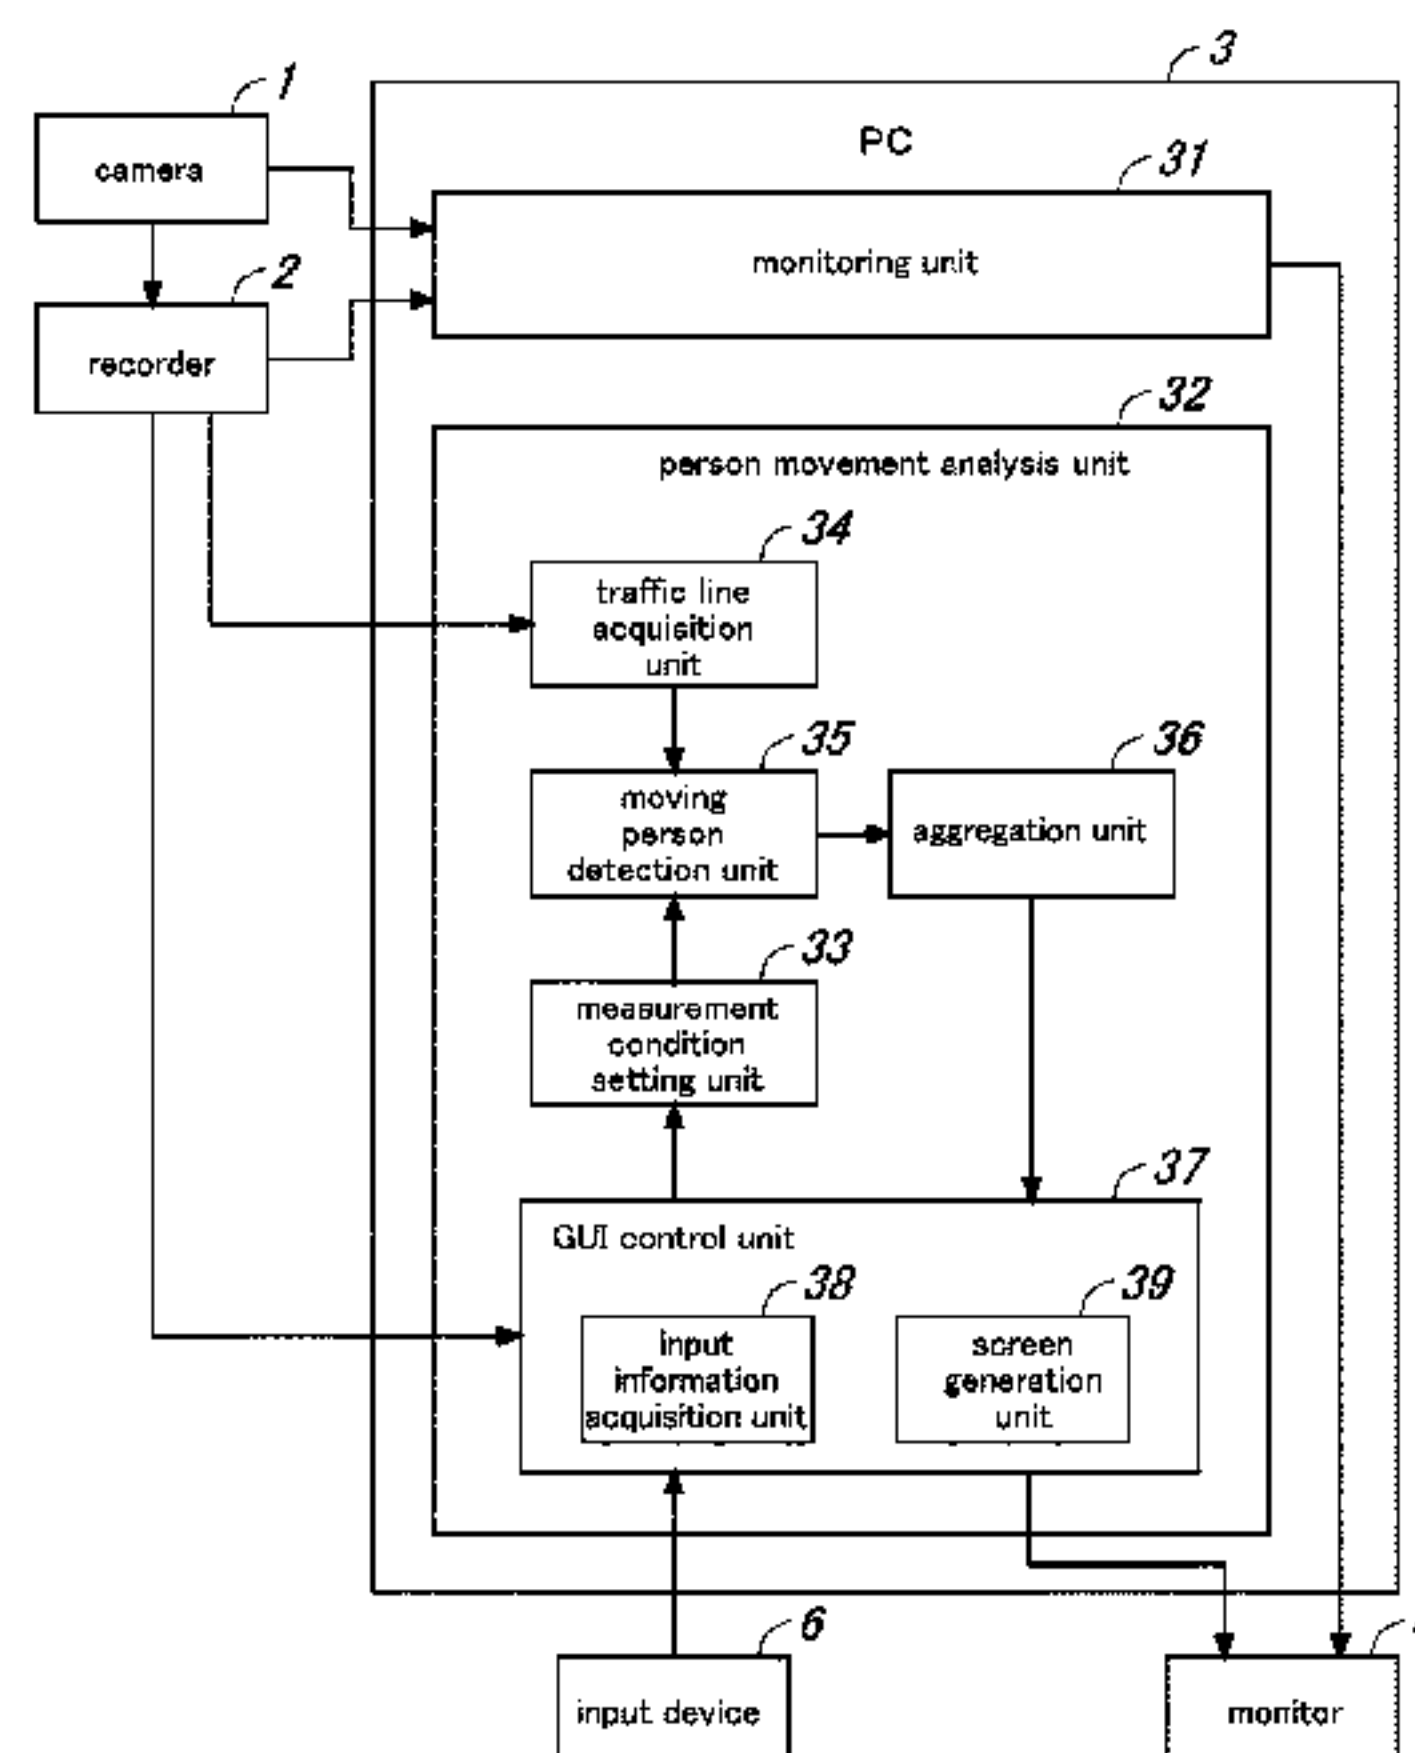 3
1
PC
31
camera
monitoring unit
2
recorder
32
person movement analysis unit
34
traffic line
acquisition
unit
35
36
moving
person
detection unit
aggregation unit
33
measurement
condition
setting unit
37
GUI control unit
38
39
input
information
acquisition unit
screen
generation
unit
6
input device
monitor